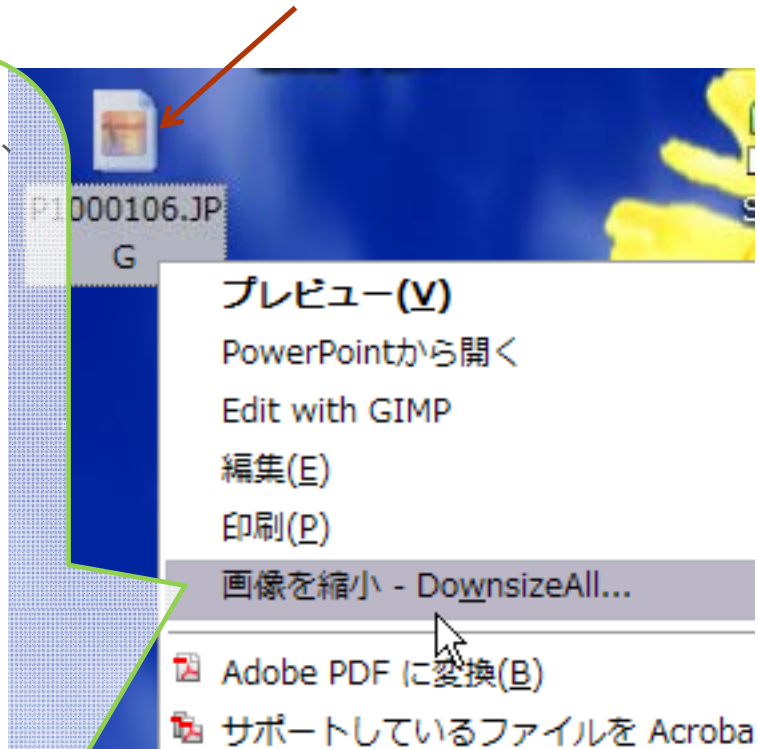 P1000106.JP
G
プレビュー(V)
PowerPointから開く
Edit with GIMP
編集(E)
印刷(P)
画像を縮小 - DownsizeAll...
Adobe PDF に変換(B)
サポートしているファイルを Acroba